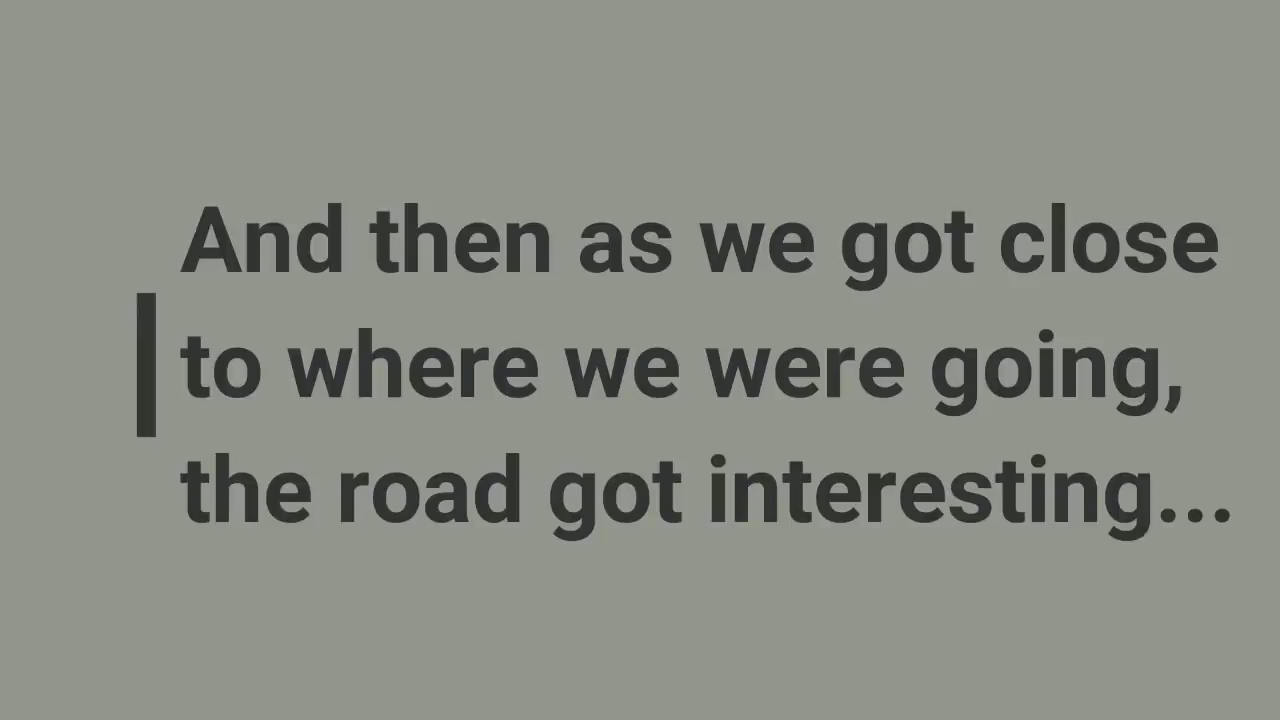 And then as we got close
to where we were going,
the road got interesting...